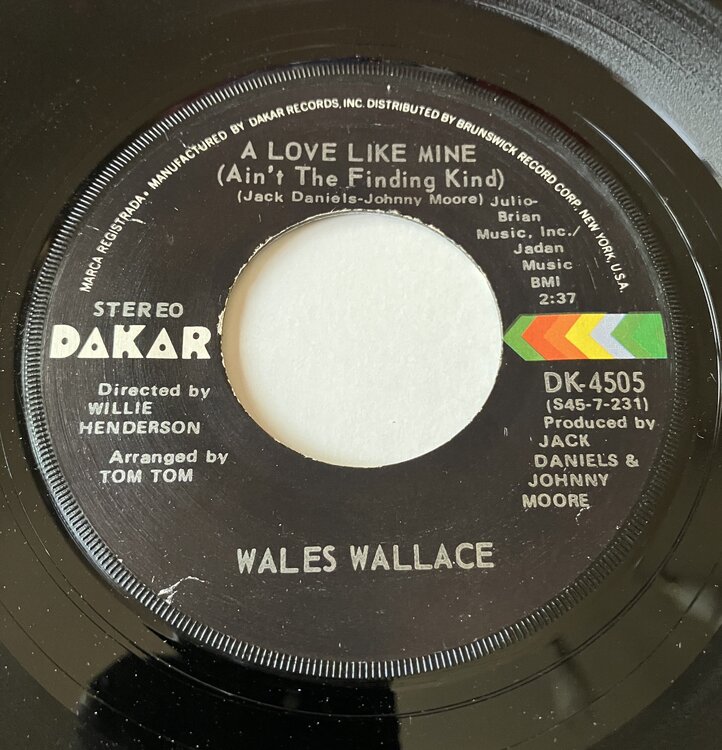 MARCA REGISTRADA. MANUFACTURED BY DAKAR RECORDS, INC. DISTRIBUTED BY BRUNSWICK RECORD CORP. NEW YORK, U.S.A.
A LOVE LIKE MINE
(Ain't The Finding Kind)
(Jack Daniels-Johnny Moore)
Julio-
Brian
Music, Inc./
Jadan
Music
BMI
2:37
STEREO
DAKAR
Directed by
WILLIE
HENDERSON
Arranged by
TOM TOM
DK-4505
(S45-7-231)
Produced by
JACK
DANIELS &
JOHNNY
MOORE
WALES WALLACE